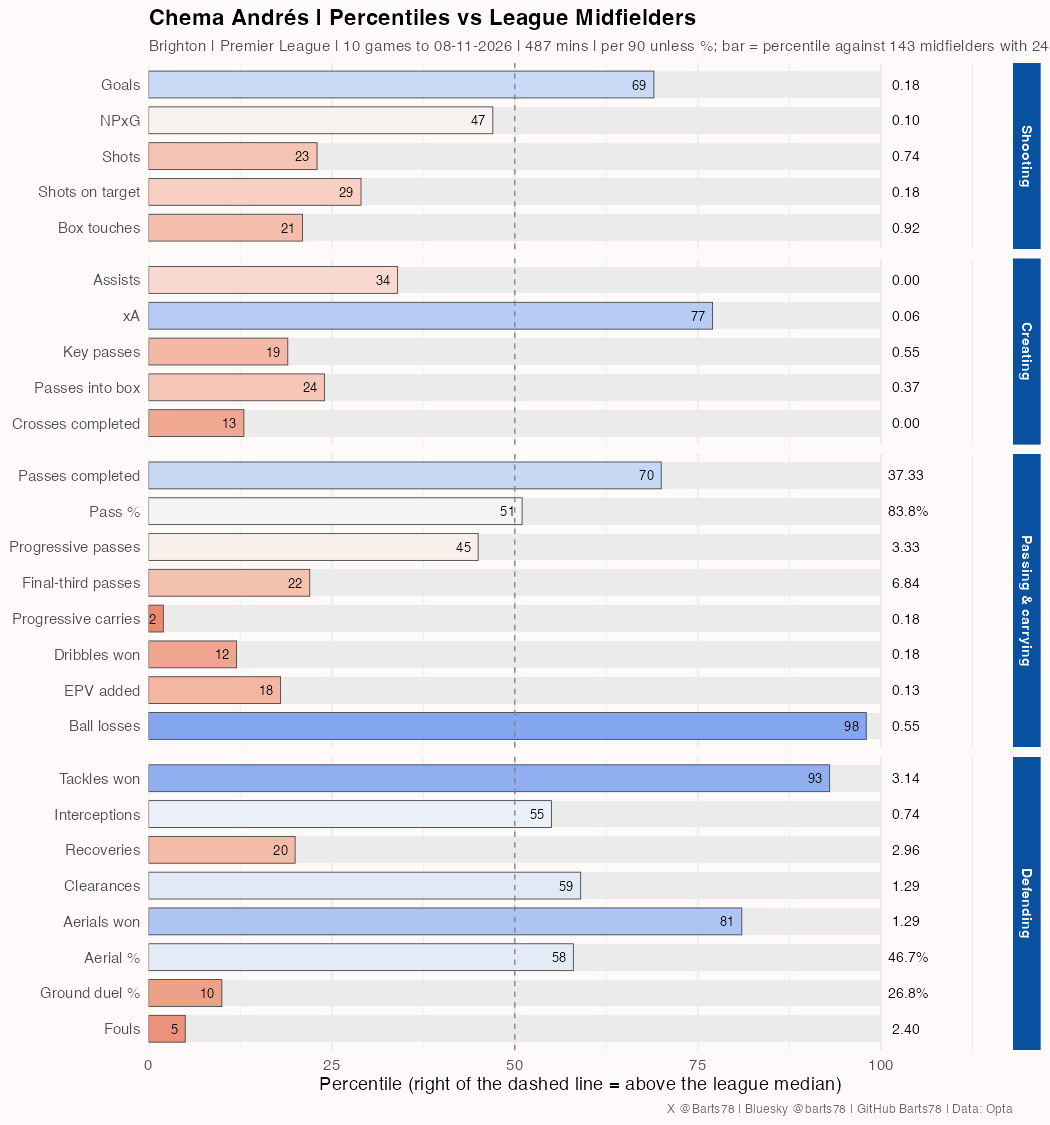 Chema Andrés | Percentiles vs League Midfielders
Brighton | Premier League | 10 games to 08-11-2026 | 487 mins | per 90 unless %; bar = percentile against 143 midfielders with 24
Goals 69 0.18
NPxG 47 0.10
Shots 23 0.74
Shots on target 29 0.18
Box touches 21 0.92
Shooting
Assists 34 0.00
xA 77 0.06
Key passes 19 0.55
Passes into box 24 0.37
Crosses completed 13 0.00
Creating
Passes completed 70 37.33
Pass % 51 83.8%
Progressive passes 45 3.33
Final-third passes 22 6.84
Progressive carries 2 0.18
Dribbles won 12 0.18
EPV added 18 0.13
Ball losses 98 0.55
Passing & carrying
Tackles won 93 3.14
Interceptions 55 0.74
Recoveries 20 2.96
Clearances 59 1.29
Aerials won 81 1.29
Aerial % 58 46.7%
Ground duel % 10 26.8%
Fouls 5 2.40
Defending
0 25 50 75 100
Percentile (right of the dashed line = above the league median)
X @Barts78 | Bluesky @barts78 | GitHub Barts78 | Data: Opta